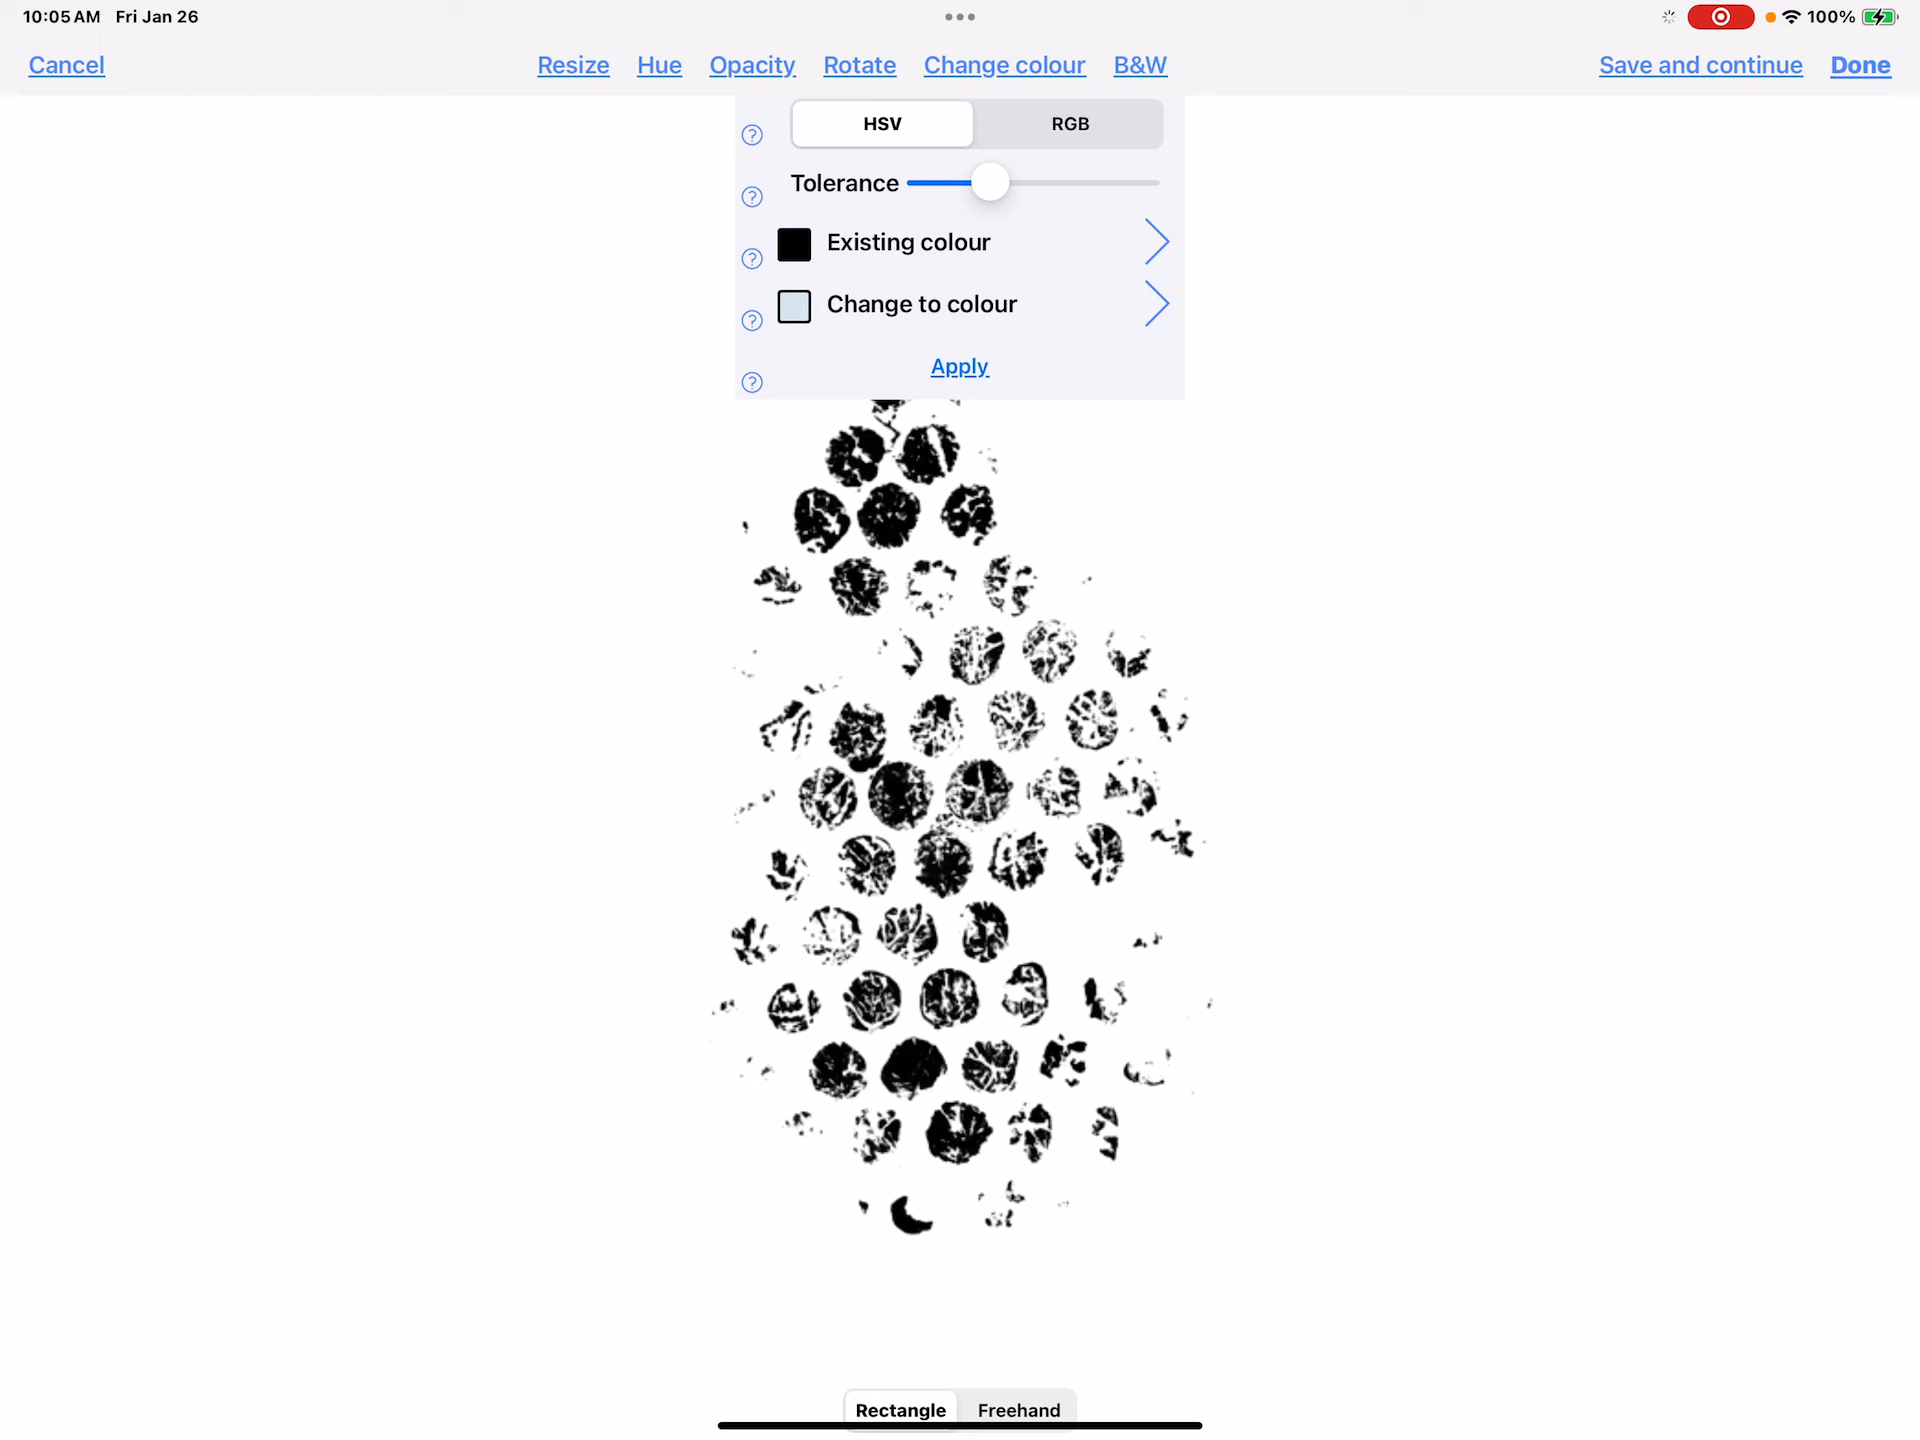 10:05 AM Fri Jan 26
100%
Cancel Resize Hue Opacity Rotate Change colour B&W Save and continue Done
? HSV RGB
? Tolerance
? Existing colour
? Change to colour
? Apply
Rectangle Freehand